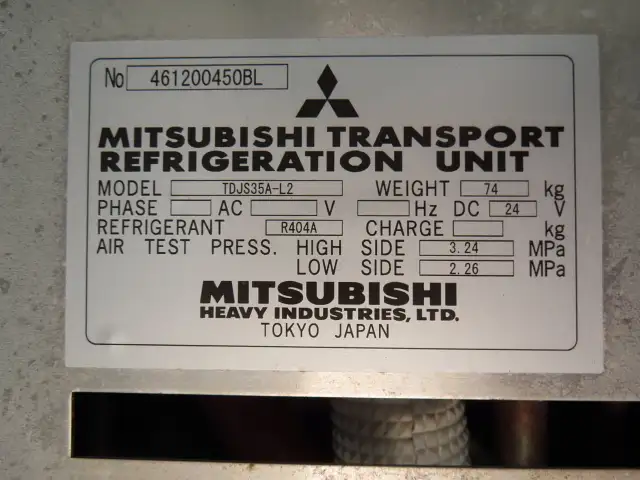 No 461200450BL
MITSUBISHI TRANSPORT
REFRIGERATION UNIT
MODEL TDJS35A-L2 WEIGHT 74 kg
PHASE AC V Hz DC 24 V
REFRIGERANT R404A CHARGE kg
AIR TEST PRESS. HIGH SIDE 3.24 MPa
LOW SIDE 2.26 MPa
MITSUBISHI
HEAVY INDUSTRIES, LTD.
TOKYO JAPAN